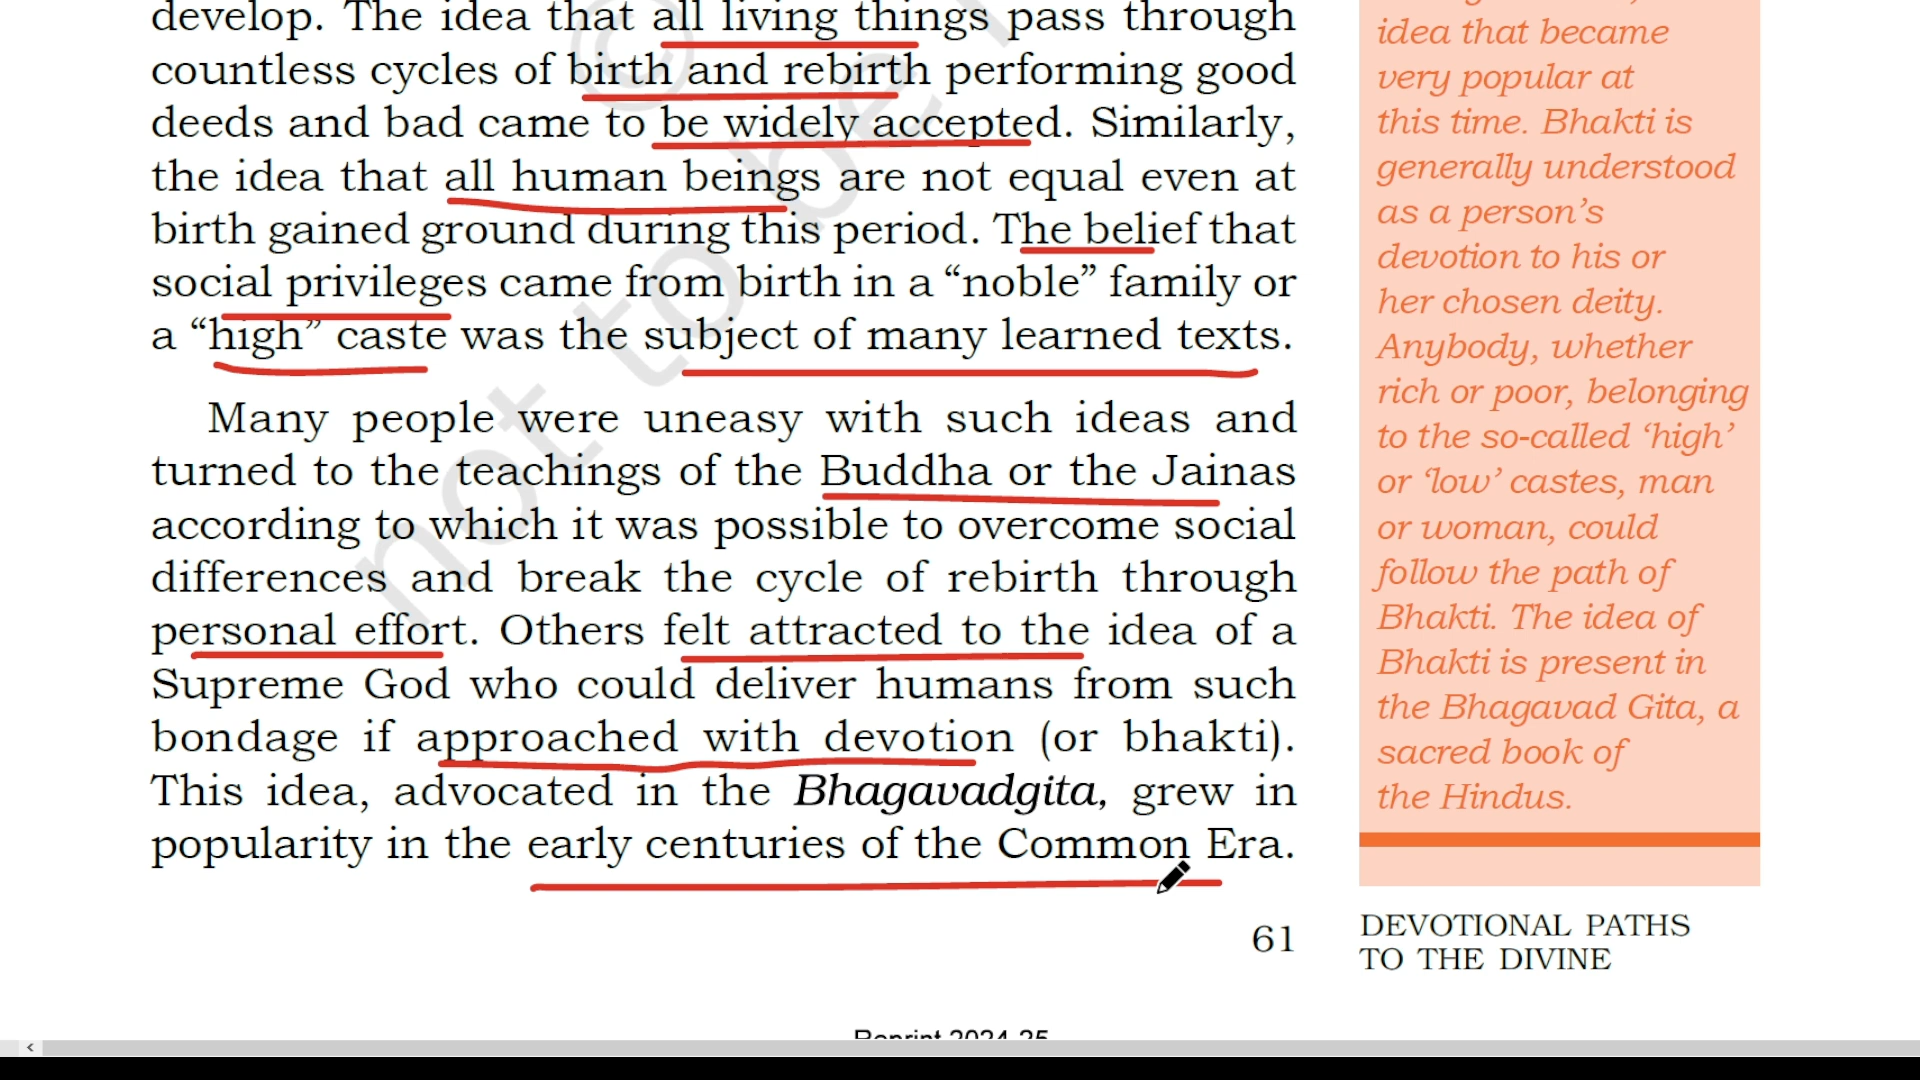 develop. The idea that all living things pass through
countless cycles of birth and rebirth performing good
deeds and bad came to be widely accepted. Similarly,
the idea that all human beings are not equal even at
birth gained ground during this period. The belief that
social privileges came from birth in a “noble” family or
a “high” caste was the subject of many learned texts.
Many people were uneasy with such ideas and
turned to the teachings of the Buddha or the Jainas
according to which it was possible to overcome social
differences and break the cycle of rebirth through
personal effort. Others felt attracted to the idea of a
Supreme God who could deliver humans from such
bondage if approached with devotion (or bhakti).
This idea, advocated in the Bhagavadgita, grew in
popularity in the early centuries of the Common Era.
idea that became
very popular at
this time. Bhakti is
generally understood
as a person’s
devotion to his or
her chosen deity.
Anybody, whether
rich or poor, belonging
to the so-called ‘high’
or ‘low’ castes, man
or woman, could
follow the path of
Bhakti. The idea of
Bhakti is present in
the Bhagavad Gita, a
sacred book of
the Hindus.
61
DEVOTIONAL PATHS
TO THE DIVINE
Reprint 2024-25
© not to be